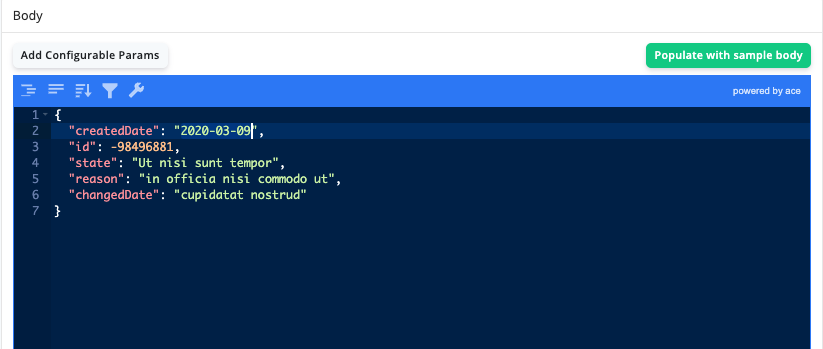 Body
Add Configurable Params
Populate with sample body
powered by ace
1 {
2 "createdDate": "2020-03-09",
3 "id": -98496881,
4 "state": "Ut nisi sunt tempor",
5 "reason": "in officia nisi commodo ut",
6 "changedDate": "cupidatat nostrud"
7 }